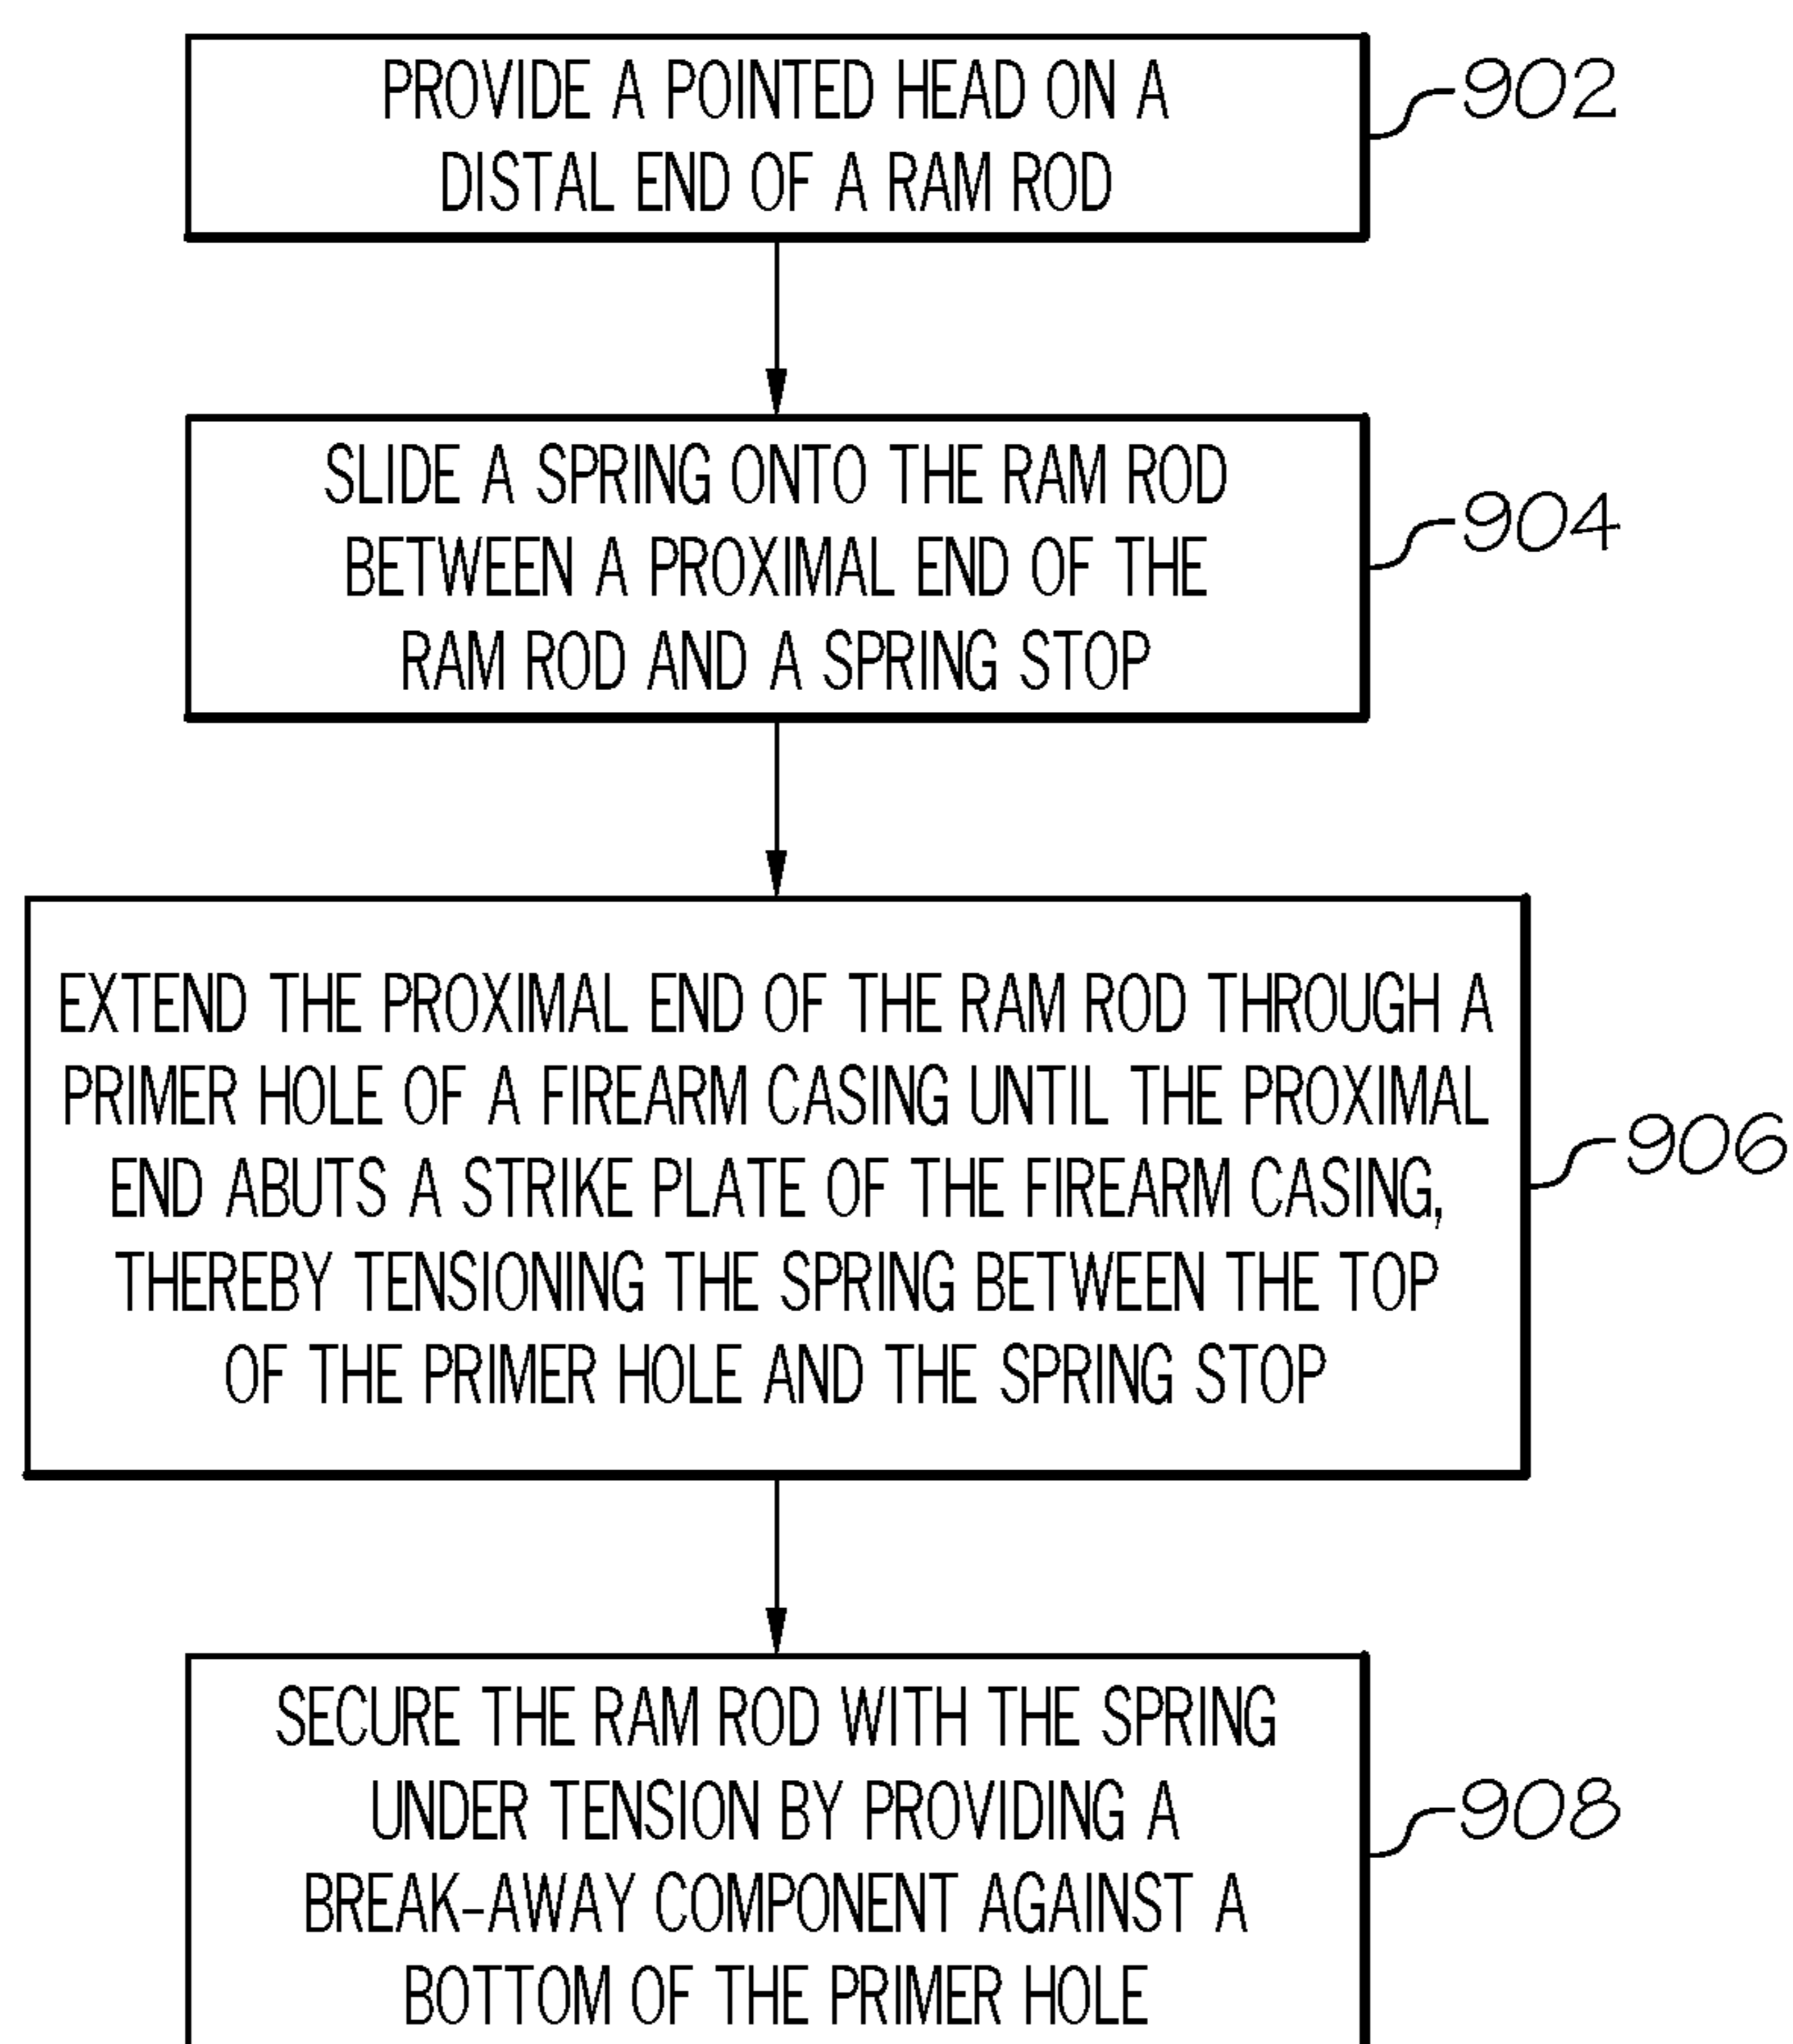 PROVIDE A POINTED HEAD ON A
DISTAL END OF A RAM ROD
902
SLIDE A SPRING ONTO THE RAM ROD
BETWEEN A PROXIMAL END OF THE
RAM ROD AND A SPRING STOP
904
EXTEND THE PROXIMAL END OF THE RAM ROD THROUGH A
PRIMER HOLE OF A FIREARM CASING UNTIL THE PROXIMAL
END ABUTS A STRIKE PLATE OF THE FIREARM CASING,
THEREBY TENSIONING THE SPRING BETWEEN THE TOP
OF THE PRIMER HOLE AND THE SPRING STOP
906
SECURE THE RAM ROD WITH THE SPRING
UNDER TENSION BY PROVIDING A
BREAK-AWAY COMPONENT AGAINST A
BOTTOM OF THE PRIMER HOLE
908